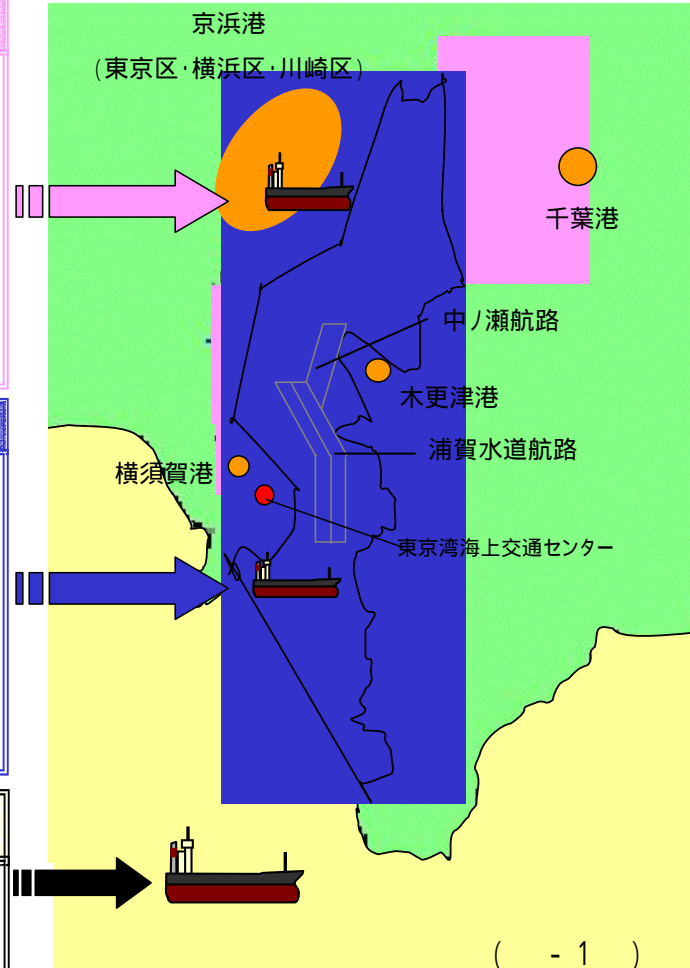 京浜港
(東京区･横浜区･川崎区)
千葉港
中ノ瀬航路
木更津港
浦賀水道航路
横須賀港
東京湾海上交通センター
( - 1 )